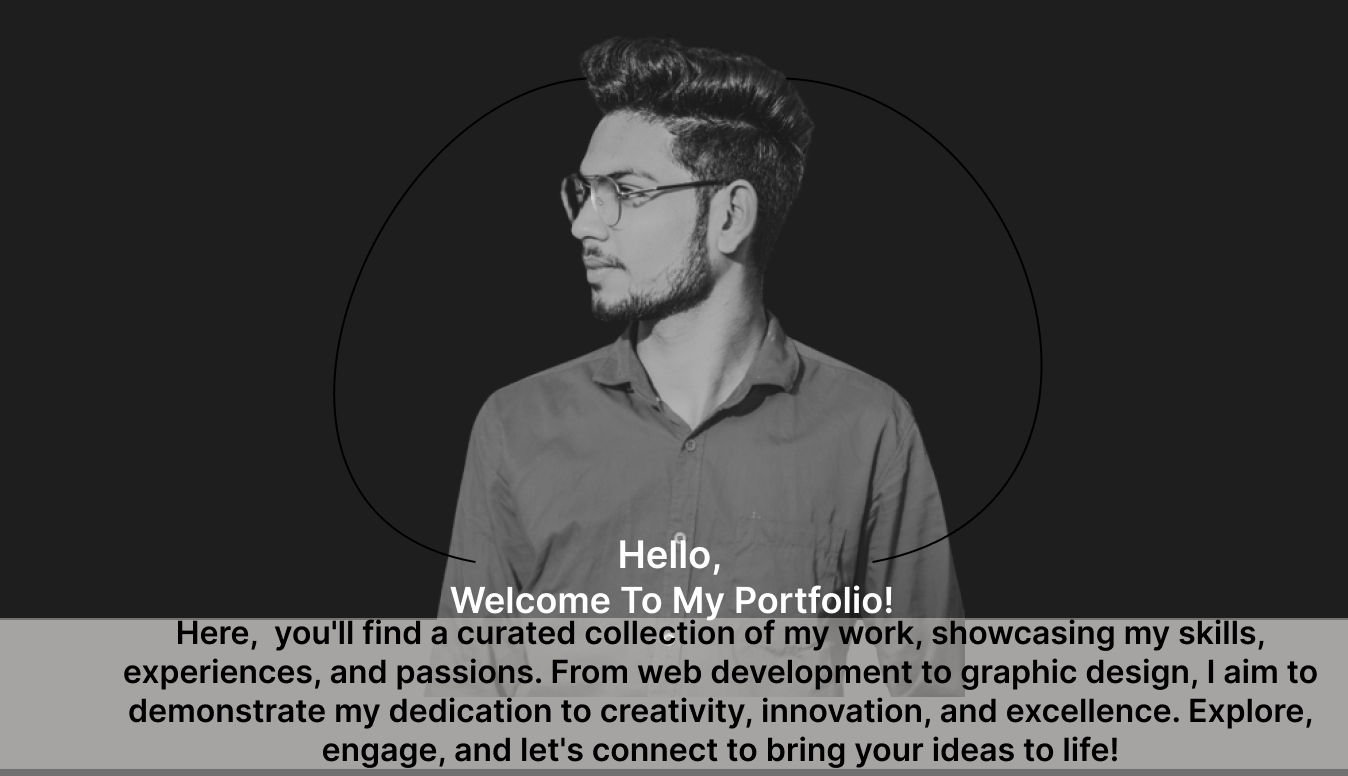 Hello,
Welcome To My Portfolio!
Here,  you'll find a curated collection of my work, showcasing my skills,
experiences, and passions. From web development to graphic design, I aim to
demonstrate my dedication to creativity, innovation, and excellence. Explore,
engage, and let's connect to bring your ideas to life!